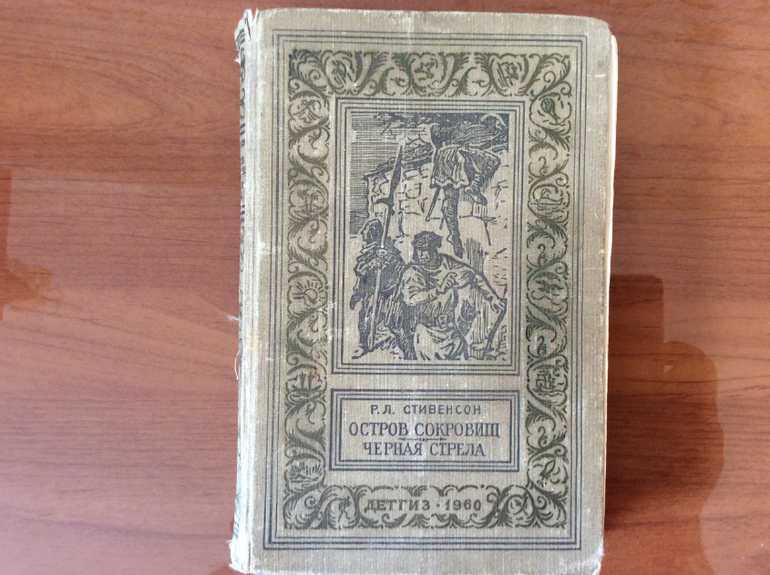 Р.Л. СТИВЕНСОН
ОСТРОВ СОКРОВИЩ
ЧЕРНАЯ СТРЕЛА
ДЕТГИЗ · 1960